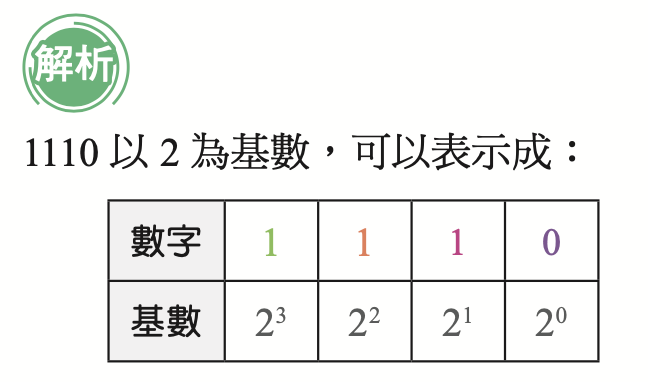 解析
1110 以 2 為基數，可以表示成：
數字 1 1 1 0
基數 2³ 2² 2¹ 2⁰